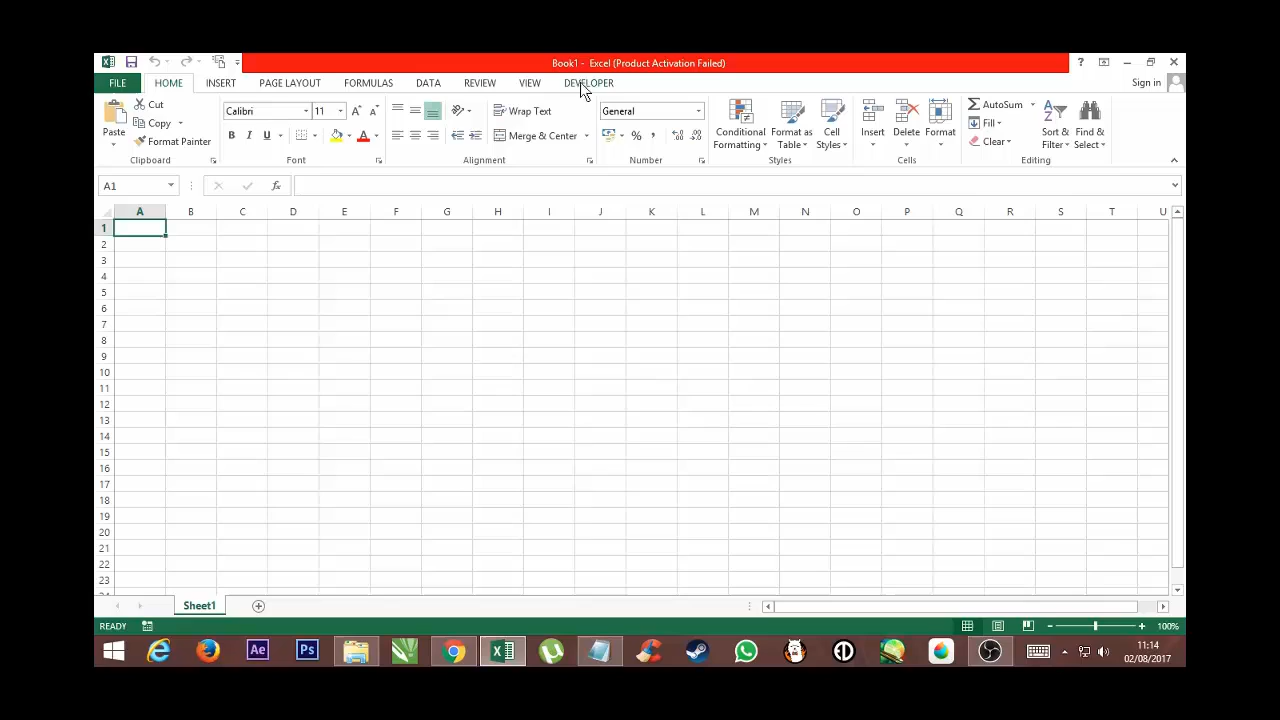 Book1 - Excel (Product Activation Failed)
?
FILE HOME INSERT PAGE LAYOUT FORMULAS DATA REVIEW VIEW DEVELOPER Sign in
Paste
Cut
Copy
Format Painter
Clipboard
Calibri 11
B I U
Font
Wrap Text
Merge & Center
Alignment
General
%
Number
Conditional Formatting
Format as Table
Cell Styles
Styles
Insert
Delete
Format
Cells
AutoSum
Fill
Clear
Sort & Filter
Find & Select
Editing
A1 fx
A B C D E F G H I J K L M N O P Q R S T U
1
2
3
4
5
6
7
8
9
10
11
12
13
14
15
16
17
18
19
20
21
22
23
Sheet1
READY 100%
Ae Ps
11:14
02/08/2017